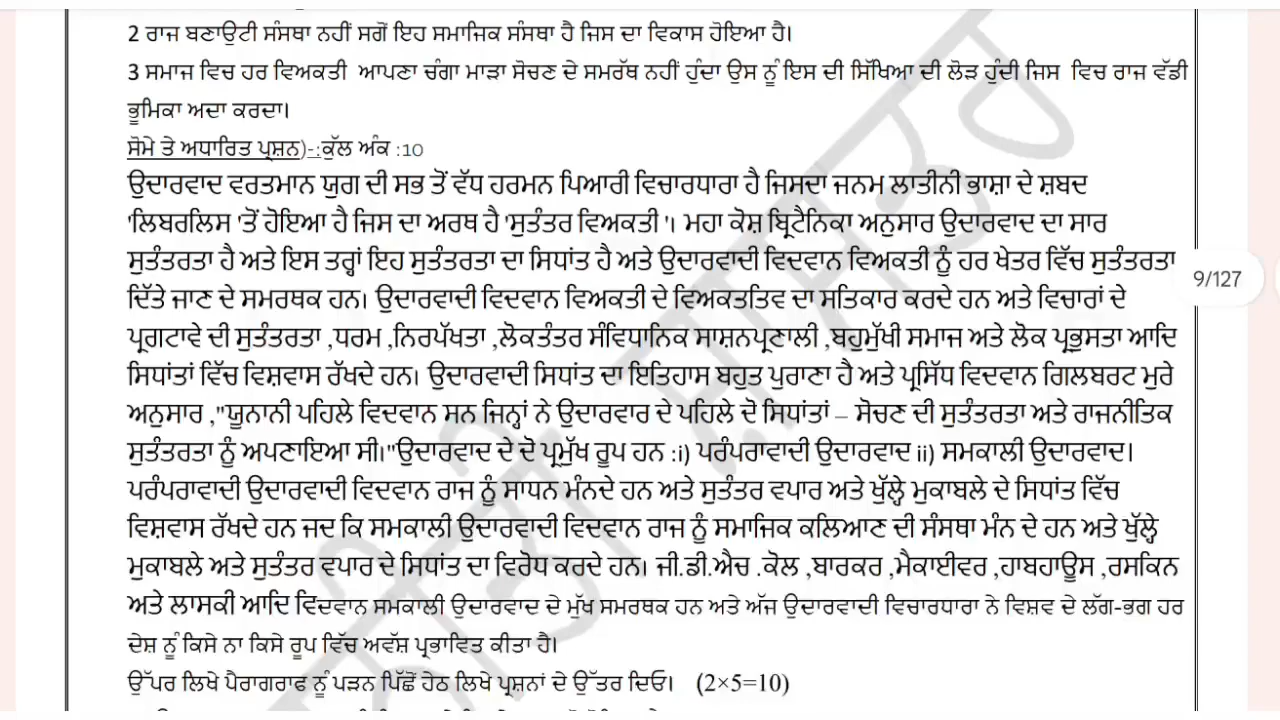 2 ਰਾਜ ਬਣਾਉਟੀ ਸੰਸਥਾ ਨਹੀਂ ਸਗੋਂ ਇਹ ਸਮਾਜਿਕ ਸੰਸਥਾ ਹੈ ਜਿਸ ਦਾ ਵਿਕਾਸ ਹੋਇਆ ਹੈ।
3 ਸਮਾਜ ਵਿਚ ਹਰ ਵਿਅਕਤੀ ਆਪਣਾ ਚੰਗਾ ਮਾੜਾ ਸੋਚਣ ਦੇ ਸਮਰੱਥ ਨਹੀਂ ਹੁੰਦਾ ਉਸ ਨੂੰ ਇਸ ਦੀ ਸਿੱਖਿਆ ਦੀ ਲੋੜ ਹੁੰਦੀ ਜਿਸ ਵਿਚ ਰਾਜ ਵੱਡੀ
ਭੂਮਿਕਾ ਅਦਾ ਕਰਦਾ।
ਸੋਮੇ ਤੇ ਅਧਾਰਿਤ ਪ੍ਰਸ਼ਨ)-:ਕੁੱਲ ਅੰਕ :10
ਉਦਾਰਵਾਦ ਵਰਤਮਾਨ ਯੁਗ ਦੀ ਸਭ ਤੋਂ ਵੱਧ ਹਰਮਨ ਪਿਆਰੀ ਵਿਚਾਰਧਾਰਾ ਹੈ ਜਿਸਦਾ ਜਨਮ ਲਾਤੀਨੀ ਭਾਸ਼ਾ ਦੇ ਸ਼ਬਦ
'ਲਿਬਰਲਿਸ 'ਤੋਂ ਹੋਇਆ ਹੈ ਜਿਸ ਦਾ ਅਰਥ ਹੈ 'ਸੁਤੰਤਰ ਵਿਅਕਤੀ '। ਮਹਾ ਕੋਸ਼ ਬ੍ਰਿਟੈਨਿਕਾ ਅਨੁਸਾਰ ਉਦਾਰਵਾਦ ਦਾ ਸਾਰ
ਸੁਤੰਤਰਤਾ ਹੈ ਅਤੇ ਇਸ ਤਰ੍ਹਾਂ ਇਹ ਸੁਤੰਤਰਤਾ ਦਾ ਸਿਧਾਂਤ ਹੈ ਅਤੇ ਉਦਾਰਵਾਦੀ ਵਿਦਵਾਨ ਵਿਅਕਤੀ ਨੂੰ ਹਰ ਖੇਤਰ ਵਿੱਚ ਸੁਤੰਤਰਤਾ
9/127
ਦਿੱਤੇ ਜਾਣ ਦੇ ਸਮਰਥਕ ਹਨ। ਉਦਾਰਵਾਦੀ ਵਿਦਵਾਨ ਵਿਅਕਤੀ ਦੇ ਵਿਅਕਤਤਿਵ ਦਾ ਸਤਿਕਾਰ ਕਰਦੇ ਹਨ ਅਤੇ ਵਿਚਾਰਾਂ ਦੇ
ਪ੍ਰਗਟਾਵੇ ਦੀ ਸੁਤੰਤਰਤਾ ,ਧਰਮ ,ਨਿਰਪੱਖਤਾ ,ਲੋਕਤੰਤਰ ਸੰਵਿਧਾਨਿਕ ਸਾਸ਼ਨਪ੍ਰਣਾਲੀ ,ਬਹੁਮੁੱਖੀ ਸਮਾਜ ਅਤੇ ਲੋਕ ਪ੍ਰਭੁਸਤਾ ਆਦਿ
ਸਿਧਾਂਤਾਂ ਵਿੱਚ ਵਿਸ਼ਵਾਸ ਰੱਖਦੇ ਹਨ। ਉਦਾਰਵਾਦੀ ਸਿਧਾਂਤ ਦਾ ਇਤਿਹਾਸ ਬਹੁਤ ਪੁਰਾਣਾ ਹੈ ਅਤੇ ਪ੍ਰਸਿੱਧ ਵਿਦਵਾਨ ਗਿਲਬਰਟ ਮੁਰੇ
ਅਨੁਸਾਰ ,"ਯੂਨਾਨੀ ਪਹਿਲੇ ਵਿਦਵਾਨ ਸਨ ਜਿਨ੍ਹਾਂ ਨੇ ਉਦਾਰਵਾਰ ਦੇ ਪਹਿਲੇ ਦੋ ਸਿਧਾਂਤਾਂ – ਸੋਚਣ ਦੀ ਸੁਤੰਤਰਤਾ ਅਤੇ ਰਾਜਨੀਤਿਕ
ਸੁਤੰਤਰਤਾ ਨੂੰ ਅਪਣਾਇਆ ਸੀ।"ਉਦਾਰਵਾਦ ਦੇ ਦੋ ਪ੍ਰਮੁੱਖ ਰੂਪ ਹਨ :i) ਪਰੰਪਰਾਵਾਦੀ ਉਦਾਰਵਾਦ ii) ਸਮਕਾਲੀ ਉਦਾਰਵਾਦ।
ਪਰੰਪਰਾਵਾਦੀ ਉਦਾਰਵਾਦੀ ਵਿਦਵਾਨ ਰਾਜ ਨੂੰ ਸਾਧਨ ਮੰਨਦੇ ਹਨ ਅਤੇ ਸੁਤੰਤਰ ਵਪਾਰ ਅਤੇ ਖੁੱਲ੍ਹੇ ਮੁਕਾਬਲੇ ਦੇ ਸਿਧਾਂਤ ਵਿੱਚ
ਵਿਸ਼ਵਾਸ ਰੱਖਦੇ ਹਨ ਜਦ ਕਿ ਸਮਕਾਲੀ ਉਦਾਰਵਾਦੀ ਵਿਦਵਾਨ ਰਾਜ ਨੂੰ ਸਮਾਜਿਕ ਕਲਿਆਣ ਦੀ ਸੰਸਥਾ ਮੰਨ ਦੇ ਹਨ ਅਤੇ ਖੁੱਲ੍ਹੇ
ਮੁਕਾਬਲੇ ਅਤੇ ਸੁਤੰਤਰ ਵਪਾਰ ਦੇ ਸਿਧਾਂਤ ਦਾ ਵਿਰੋਧ ਕਰਦੇ ਹਨ। ਜੀ.ਡੀ.ਐਚ .ਕੋਲ ,ਬਾਰਕਰ ,ਮੈਕਾਈਵਰ ,ਹਾਬਹਾਊਸ ,ਰਸਕਿਨ
ਅਤੇ ਲਾਸਕੀ ਆਦਿ ਵਿਦਵਾਨ ਸਮਕਾਲੀ ਉਦਾਰਵਾਦ ਦੇ ਮੁੱਖ ਸਮਰਥਕ ਹਨ ਅਤੇ ਅੱਜ ਉਦਾਰਵਾਦੀ ਵਿਚਾਰਧਾਰਾ ਨੇ ਵਿਸ਼ਵ ਦੇ ਲੱਗ-ਭਗ ਹਰ
ਦੇਸ਼ ਨੂੰ ਕਿਸੇ ਨਾ ਕਿਸੇ ਰੂਪ ਵਿੱਚ ਅਵੱਸ਼ ਪ੍ਰਭਾਵਿਤ ਕੀਤਾ ਹੈ।
ਉੱਪਰ ਲਿਖੇ ਪੈਰਾਗਰਾਫ ਨੂੰ ਪੜਨ ਪਿੱਛੋਂ ਹੇਠ ਲਿਖੇ ਪ੍ਰਸ਼ਨਾਂ ਦੇ ਉੱਤਰ ਦਿਓ। (2×5=10)